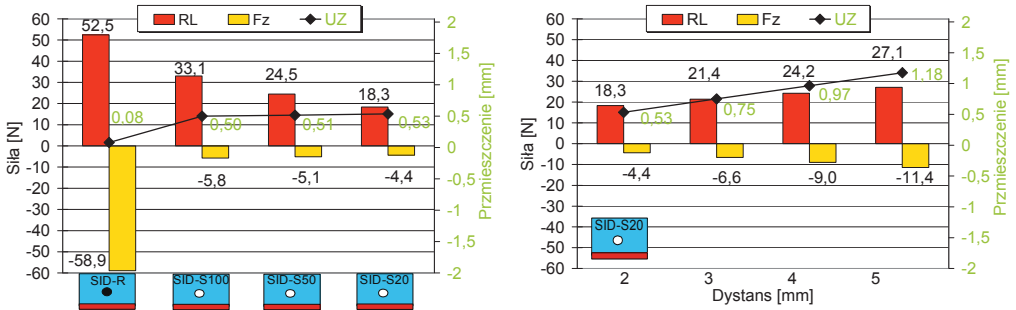 RL Fz UZ
60 52,5 2
50 1,5
40 33,1 1
30 24,5
20 18,3 0.5
10 0.08 0,50 0,51 0,53
0 0
-10 -5,8 -5,1 -4,4
-20 -0,5
-30 -1
-40
-50 -1,5
-60 -58,9 -2
Siła [N]
Przmieszczenie [mm]
SID-R SID-S100 SID-S50 SID-S20
RL Fz UZ
60 2
50 1,5
40 27,1
30 18,3 21,4 24,2 1.18 1
20 0,53 0,75 0,97 0,5
10
0 0
-10 -4,4 -6,6 -9,0 -11,4
-20 -0,5
-30 -1
-40 SID-S20
-50 -1,5
-60 -2
2 3 4 5
Dystans [mm]
Siła [N]
Przmieszczenie [mm]